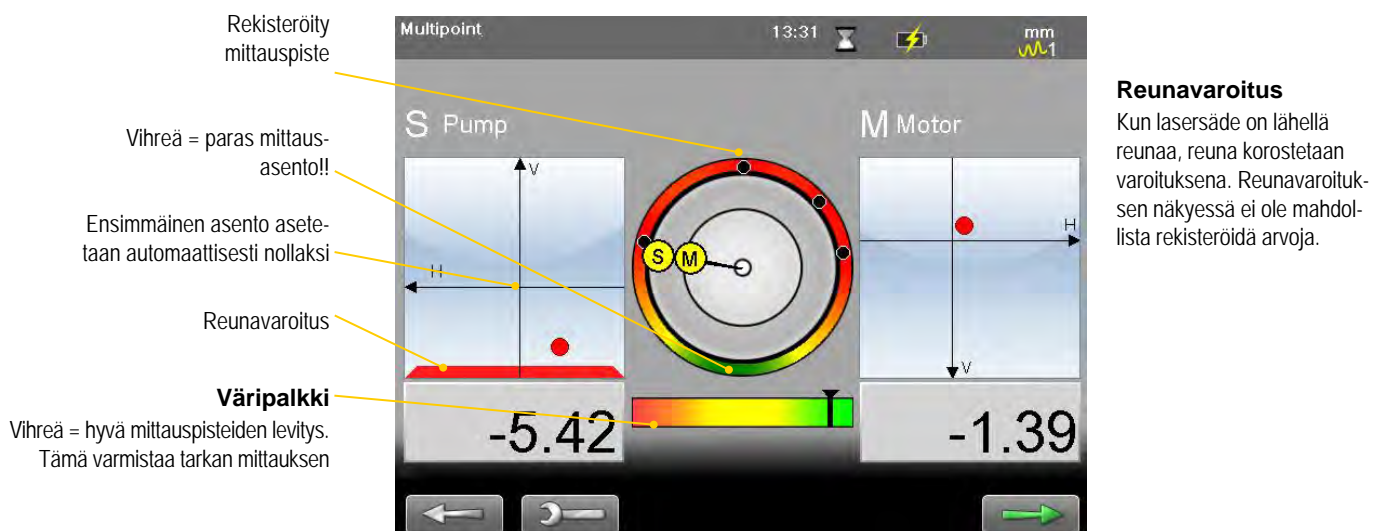 Rekisteröity
mittauspiste
Vihreä = paras mittaus-
asento!!
Ensimmäinen asento asete-
taan automaattisesti nollaksi
Reunavaroitus
Väripalkki
Vihreä = hyvä mittauspisteiden levitys.
Tämä varmistaa tarkan mittauksen
Multipoint
13:31
mm
1
S Pump
M Motor
V
H
S
M
H
V
-5.42
-1.39
Reunavaroitus
Kun lasersäde on lähellä
reunaa, reuna korostetaan
varoituksena. Reunavaroituk-
sen näkyessä ei ole mahdol-
lista rekisteröidä arvoja.